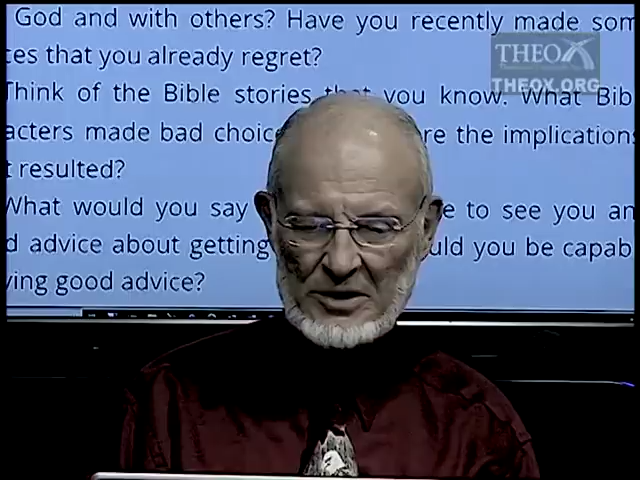 God and with others? Have you recently made som
ces that you already regret?
THEOX
THEOX.ORG
Think of the Bible stories that you know. What Bib
acters made bad choic re the implication
t resulted?
What would you say e to see you an
d advice about getting uld you be capab
ving good advice?